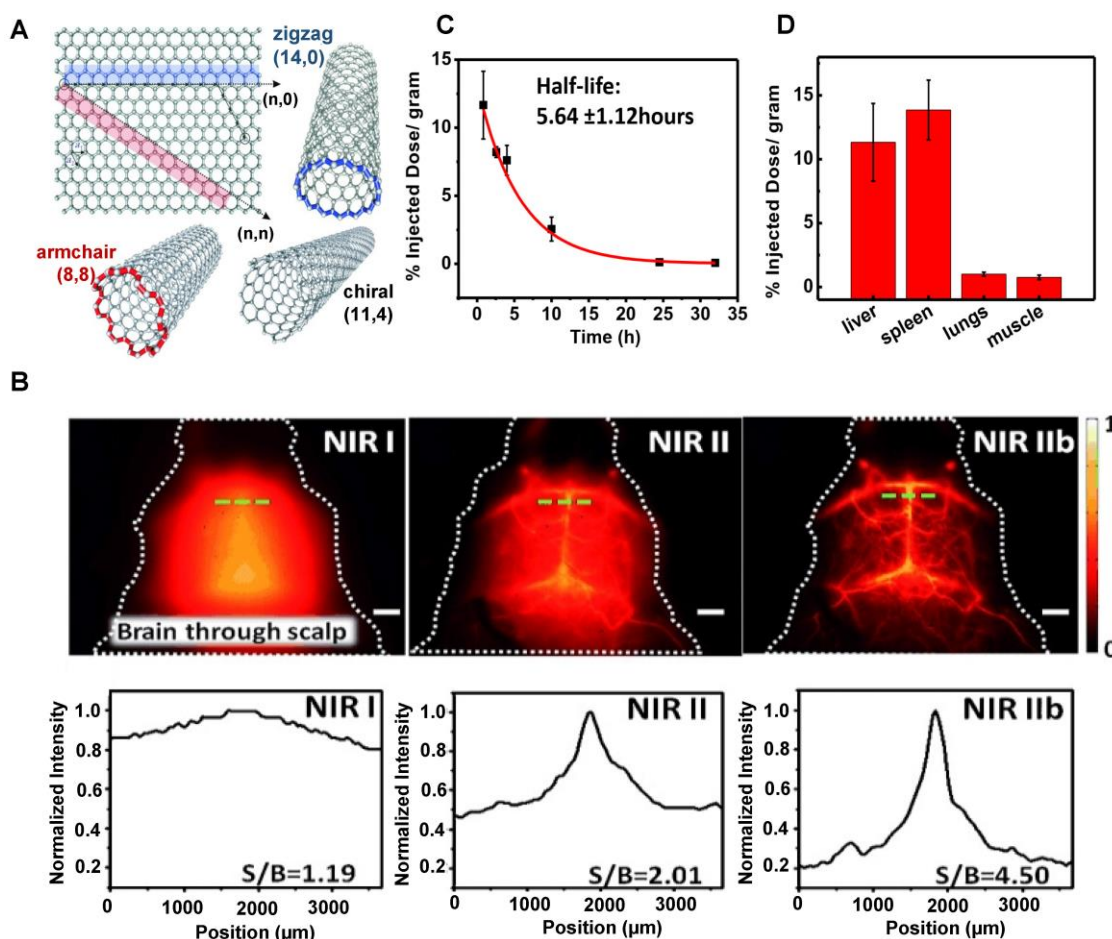 A
zigzag
(14,0)
(n,0)
(n,n)
armchair
(8,8)
chiral
(11,4)
C
% Injected Dose/ gram
15
10
5
0
Half-life:
5.64 ±1.12hours
0 5 10 15 20 25 30 35
Time (h)
D
% Injected Dose/ gram
15
10
5
0
liver
spleen
lungs
muscle
B
NIR I
Brain through scalp
NIR II
NIR IIb
1
0
Normalized Intensity
1.0
0.8
0.6
0.4
0.2
NIR I
S/B=1.19
0 1000 2000 3000
Position (µm)
Normalized Intensity
1.0
0.8
0.6
0.4
0.2
NIR II
S/B=2.01
0 1000 2000 3000
Position (µm)
Normalized Intensity
1.0
0.8
0.6
0.4
0.2
NIR IIb
S/B=4.50
0 1000 2000 3000
Position (µm)